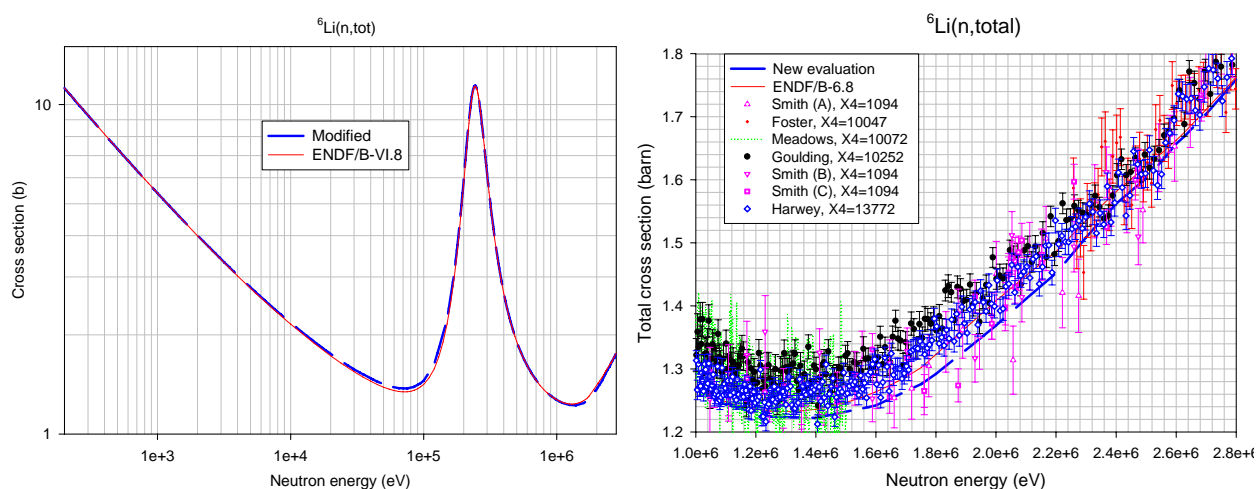 ⁶Li(n,tot)
Cross section (b)
10
1
Modified
ENDF/B-VI.8
1e+3
1e+4
1e+5
1e+6
Neutron energy (eV)
⁶Li(n,total)
Total cross section (barn)
1.8
1.7
1.6
1.5
1.4
1.3
1.2
New evaluation
ENDF/B-6.8
Smith (A), X4=1094
Foster, X4=10047
Meadows, X4=10072
Goulding, X4=10252
Smith (B), X4=1094
Smith (C), X4=1094
Harwey, X4=13772
1.0e+6 1.2e+6 1.4e+6 1.6e+6 1.8e+6 2.0e+6 2.2e+6 2.4e+6 2.6e+6 2.8e+6
Neutron energy (eV)